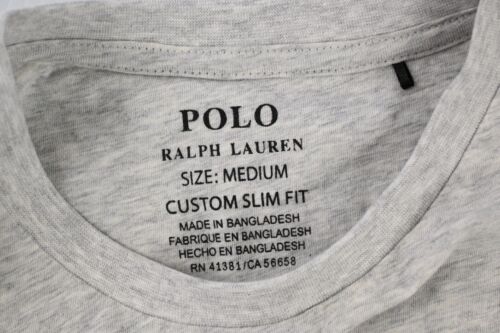 POLO
RALPH LAUREN
SIZE: MEDIUM
CUSTOM SLIM FIT
MADE IN BANGLADESH
FABRIQUE EN BANGLADESH
HECHO EN BANGLADESH
RN 41381/CA 56658